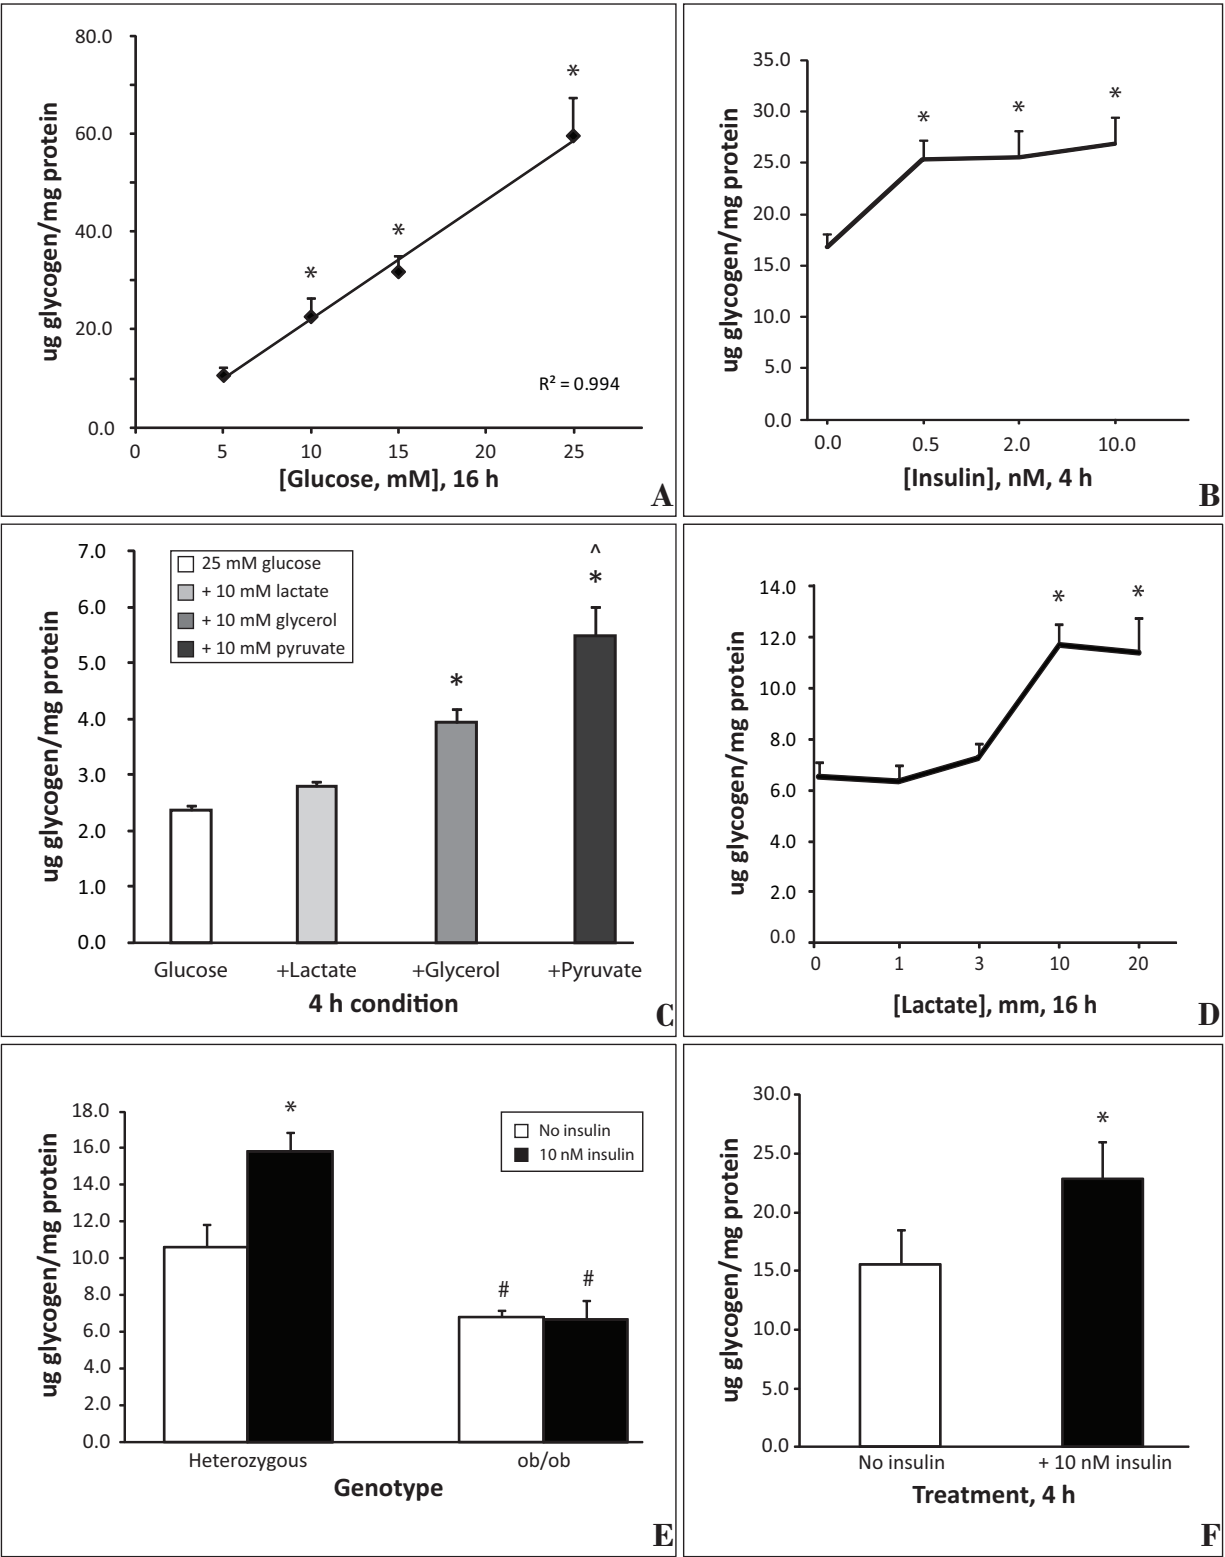 80.0
60.0
40.0
20.0
0.0
ug glycogen/mg protein
*
*
*
R² = 0.994
0 5 10 15 20 25
[Glucose, mM], 16 h
A
35.0
30.0
25.0
20.0
15.0
10.0
5.0
0.0
ug glycogen/mg protein
* * *
0.0 0.5 2.0 10.0
[Insulin], nM, 4 h
B
7.0
6.0
5.0
4.0
3.0
2.0
1.0
0.0
ug glycogen/mg protein
25 mM glucose
+ 10 mM lactate
+ 10 mM glycerol
+ 10 mM pyruvate
^
*
*
Glucose +Lactate +Glycerol +Pyruvate
4 h condition
C
14.0
12.0
10.0
8.0
6.0
4.0
2.0
0.0
ug glycogen/mg protein
* *
0 1 3 10 20
[Lactate], mm, 16 h
D
18.0
16.0
14.0
12.0
10.0
8.0
6.0
4.0
2.0
0.0
ug glycogen/mg protein
*
No insulin
10 nM insulin
# #
Heterozygous ob/ob
Genotype
E
30.0
25.0
20.0
15.0
10.0
5.0
0.0
ug glycogen/mg protein
*
No insulin + 10 nM insulin
Treatment, 4 h
F